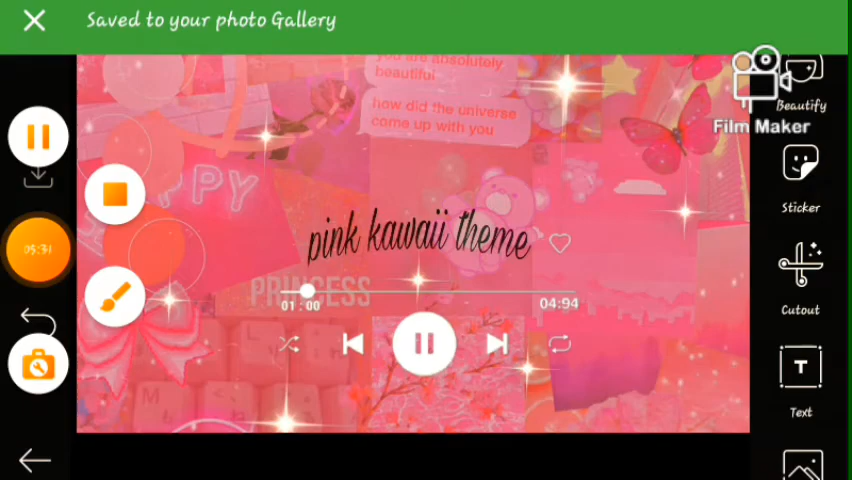 Saved to your photo Gallery
you are absolutely
beautiful
how did the universe
come up with you
Beautify
Film Maker
HAPPY
Sticker
pink kawaii theme
05:31
PRINCESS
01:00
04:94
Cutout
T
Text